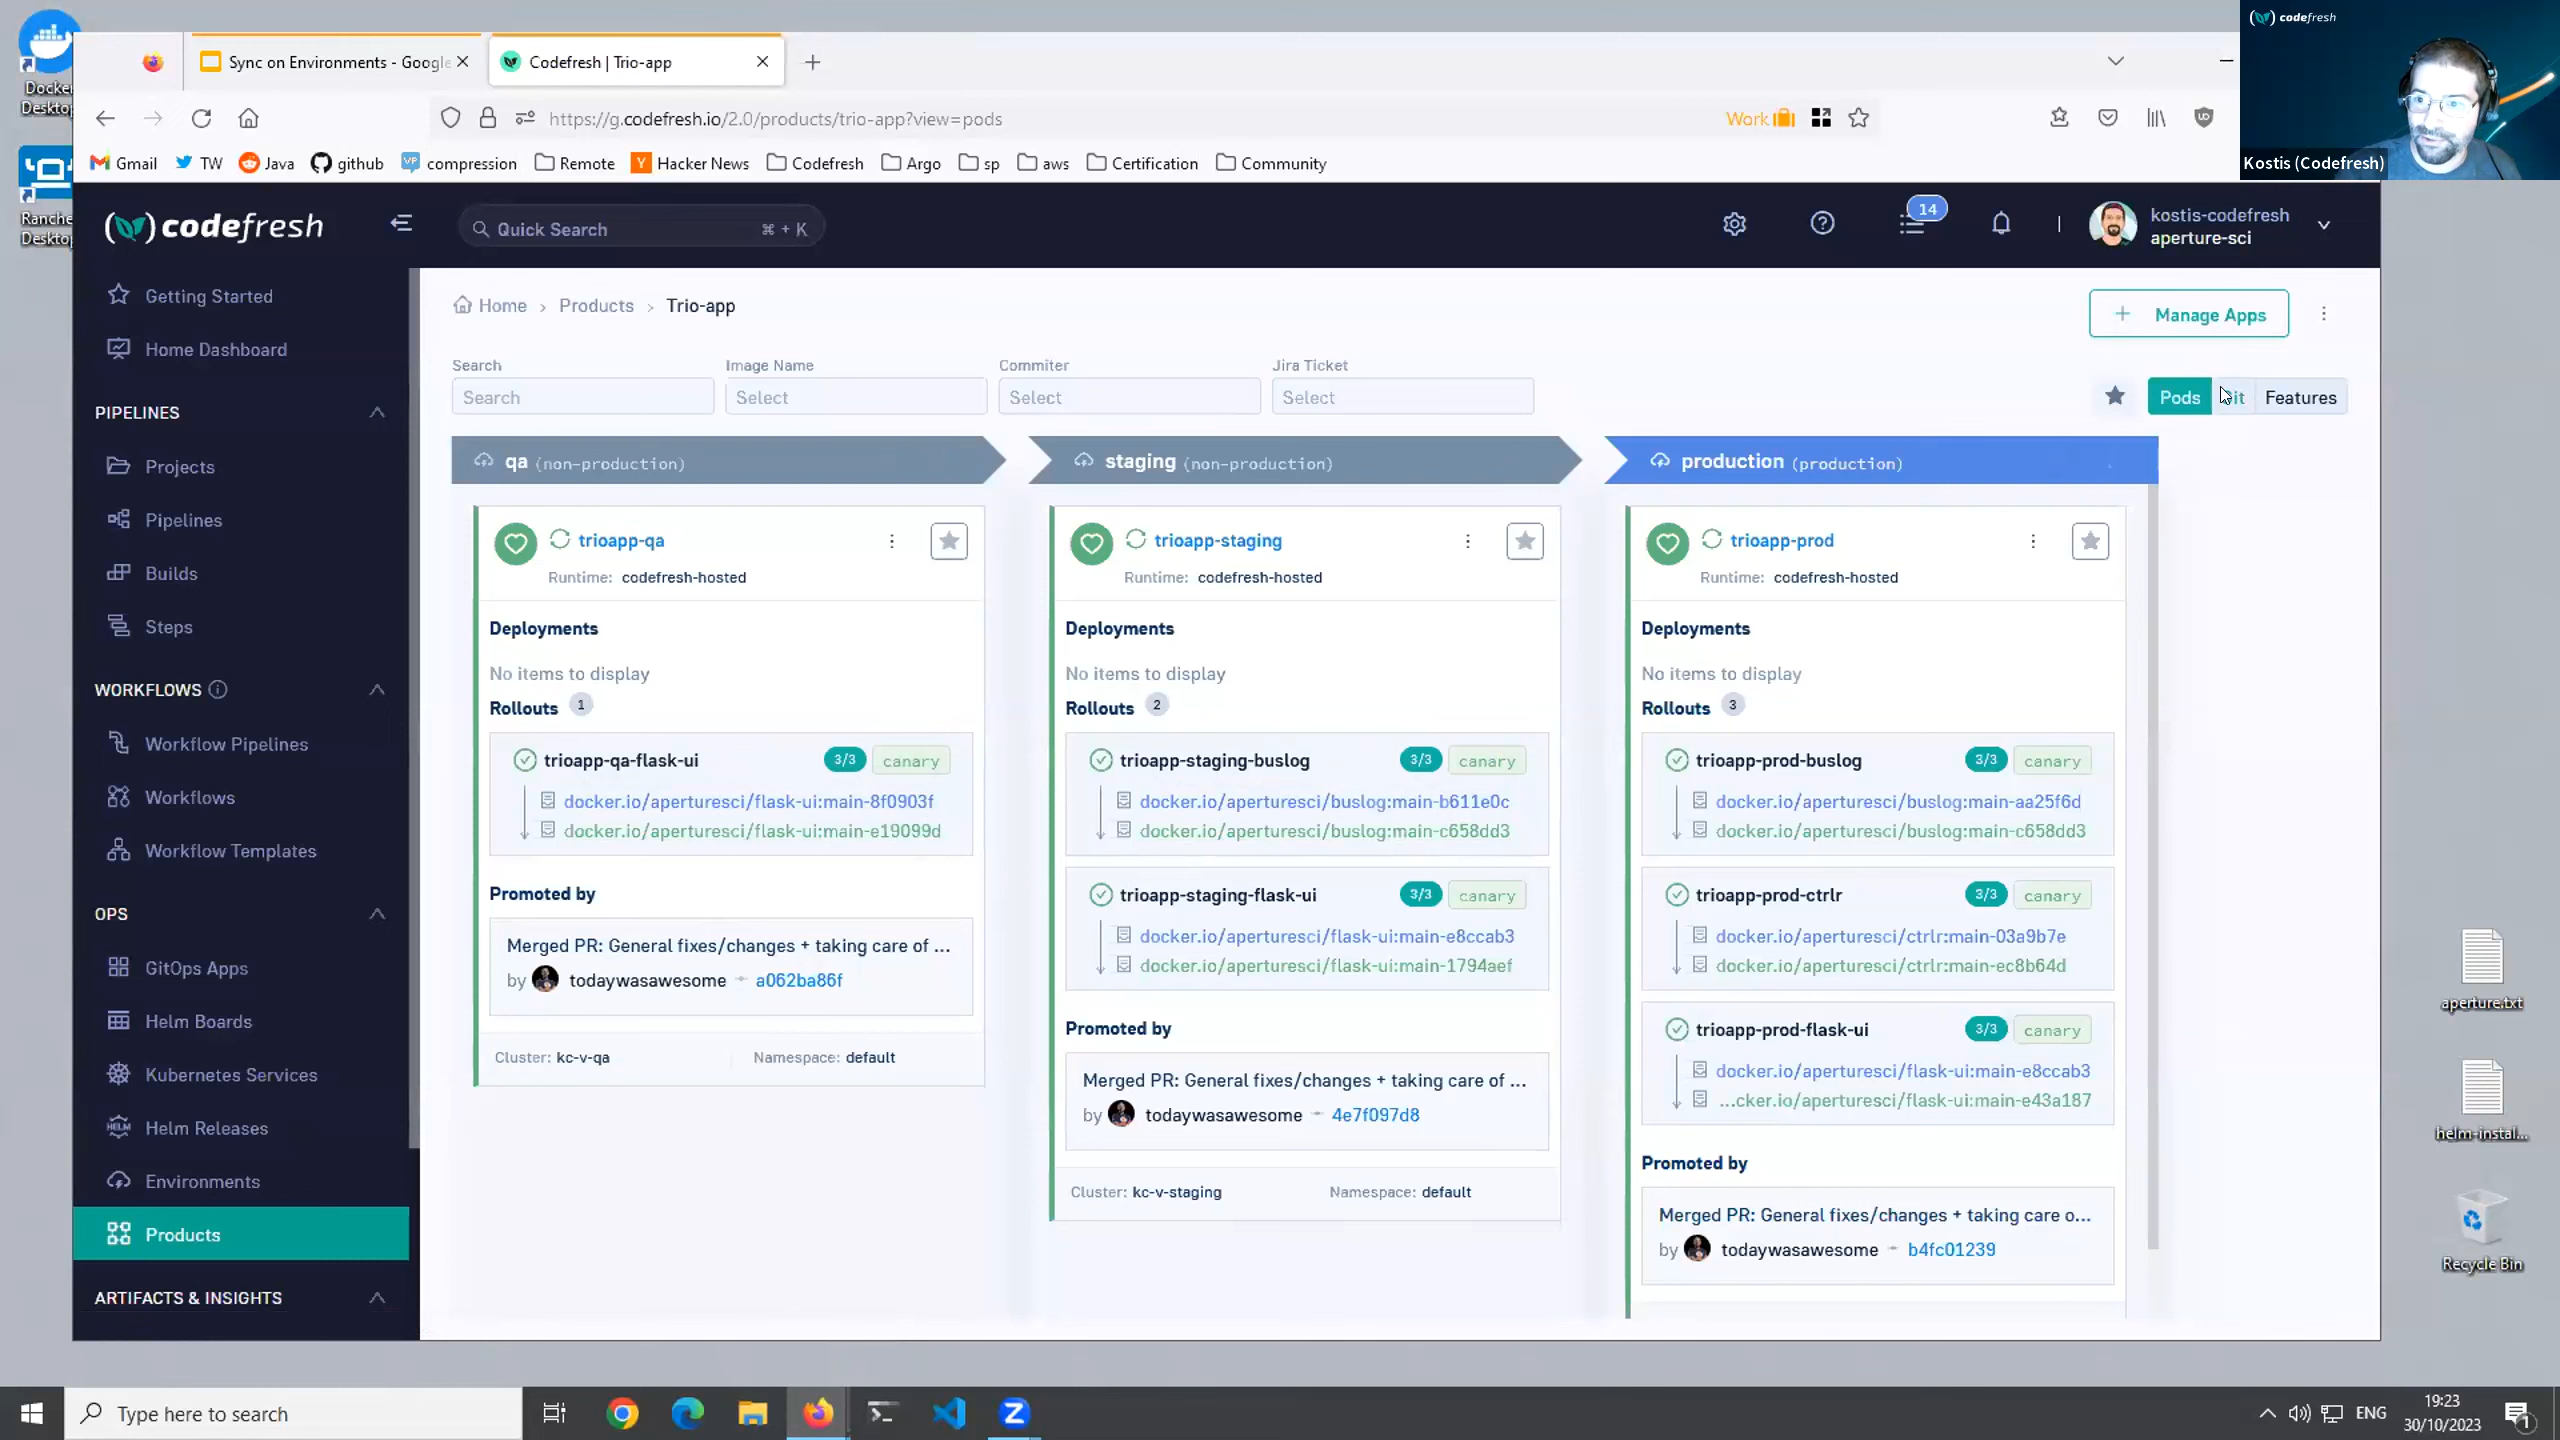 Docker
Desktop
Sync on Environments - Google
Codefresh | Trio-app
codefresh
https://g.codefresh.io/2.0/products/trio-app?view=pods
Work
Kostis (Codefresh)
Gmail
TW
Java
github
VP
compression
Remote
Y
Hacker News
Codefresh
Argo
sp
aws
Certification
Community
Desktop
codefresh
Quick Search
⌘ + K
14
kostis-codefresh
aperture-sci
Getting Started
Home Dashboard
PIPELINES
Projects
Pipelines
Builds
Steps
WORKFLOWS
Workflow Pipelines
Workflows
Workflow Templates
OPS
GitOps Apps
Helm Boards
Kubernetes Services
HELM
Helm Releases
Environments
Products
ARTIFACTS & INSIGHTS
Home > Products > Trio-app
+ Manage Apps
Search
Image Name
Commiter
Jira Ticket
Search
Select
Select
Select
Pods
Features
qa (non-production)
staging (non-production)
production (production)
trioapp-qa
Runtime: codefresh-hosted
Deployments
No items to display
Rollouts 1
trioapp-qa-flask-ui 3/3 canary
docker.io/aperturesci/flask-ui:main-8f0903f
docker.io/aperturesci/flask-ui:main-e19099d
Promoted by
Merged PR: General fixes/changes + taking care of ...
by todaywasawesome a062ba86f
Cluster: kc-v-qa
Namespace: default
trioapp-staging
Runtime: codefresh-hosted
Deployments
No items to display
Rollouts 2
trioapp-staging-buslog 3/3 canary
docker.io/aperturesci/buslog:main-b611e0c
docker.io/aperturesci/buslog:main-c658dd3
trioapp-staging-flask-ui 3/3 canary
docker.io/aperturesci/flask-ui:main-e8ccab3
docker.io/aperturesci/flask-ui:main-1794aef
Promoted by
Merged PR: General fixes/changes + taking care of ...
by todaywasawesome 4e7f097d8
Cluster: kc-v-staging
Namespace: default
trioapp-prod
Runtime: codefresh-hosted
Deployments
No items to display
Rollouts 3
trioapp-prod-buslog 3/3 canary
docker.io/aperturesci/buslog:main-aa25f6d
docker.io/aperturesci/buslog:main-c658dd3
trioapp-prod-ctrlr 3/3 canary
docker.io/aperturesci/ctrlr:main-03a9b7e
docker.io/aperturesci/ctrlr:main-ec8b64d
trioapp-prod-flask-ui 3/3 canary
docker.io/aperturesci/flask-ui:main-e8ccab3
...cker.io/aperturesci/flask-ui:main-e43a187
Promoted by
Merged PR: General fixes/changes + taking care o...
by todaywasawesome b4fc01239
aperture.txt
helm-instal...
Recycle Bin
Type here to search
ENG
19:23
30/10/2023
1